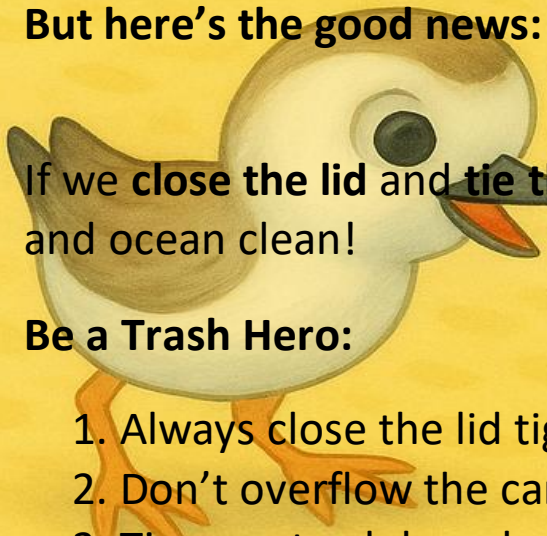 But here’s the good news:
If we close the lid and tie
and ocean clean!
Be a Trash Hero:
1. Always close the lid
2. Don’t overflow the